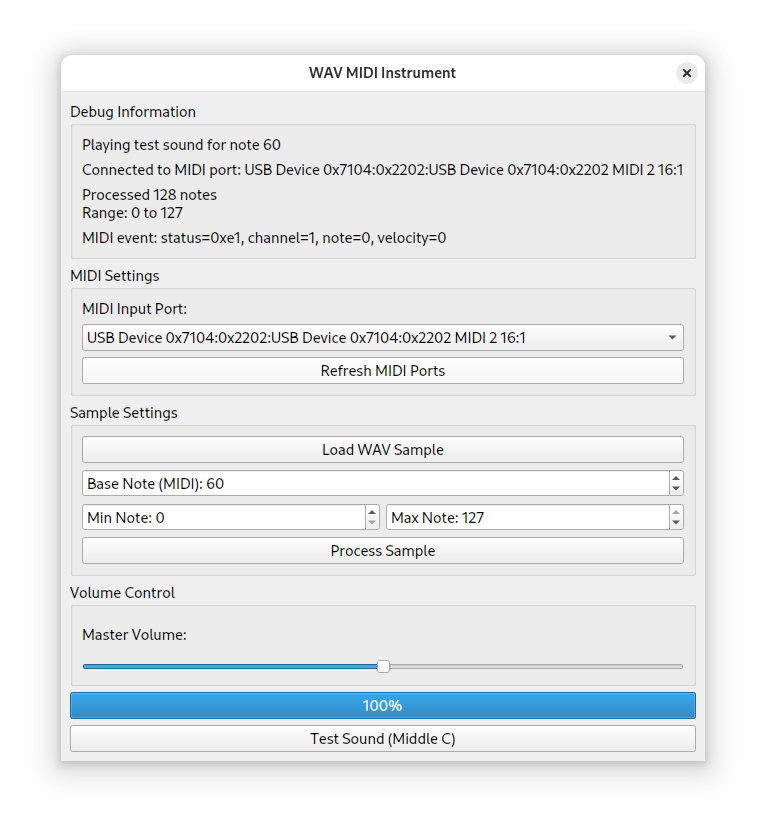 WAV MIDI Instrument
Debug Information
Playing test sound for note 60
Connected to MIDI port: USB Device 0x7104:0x2202:USB Device 0x7104:0x2202 MIDI 2 16:1
Processed 128 notes
Range: 0 to 127
MIDI event: status=0xe1, channel=1, note=0, velocity=0
MIDI Settings
MIDI Input Port:
USB Device 0x7104:0x2202:USB Device 0x7104:0x2202 MIDI 2 16:1
Refresh MIDI Ports
Sample Settings
Load WAV Sample
Base Note (MIDI): 60
Min Note: 0
Max Note: 127
Process Sample
Volume Control
Master Volume:
100%
Test Sound (Middle C)